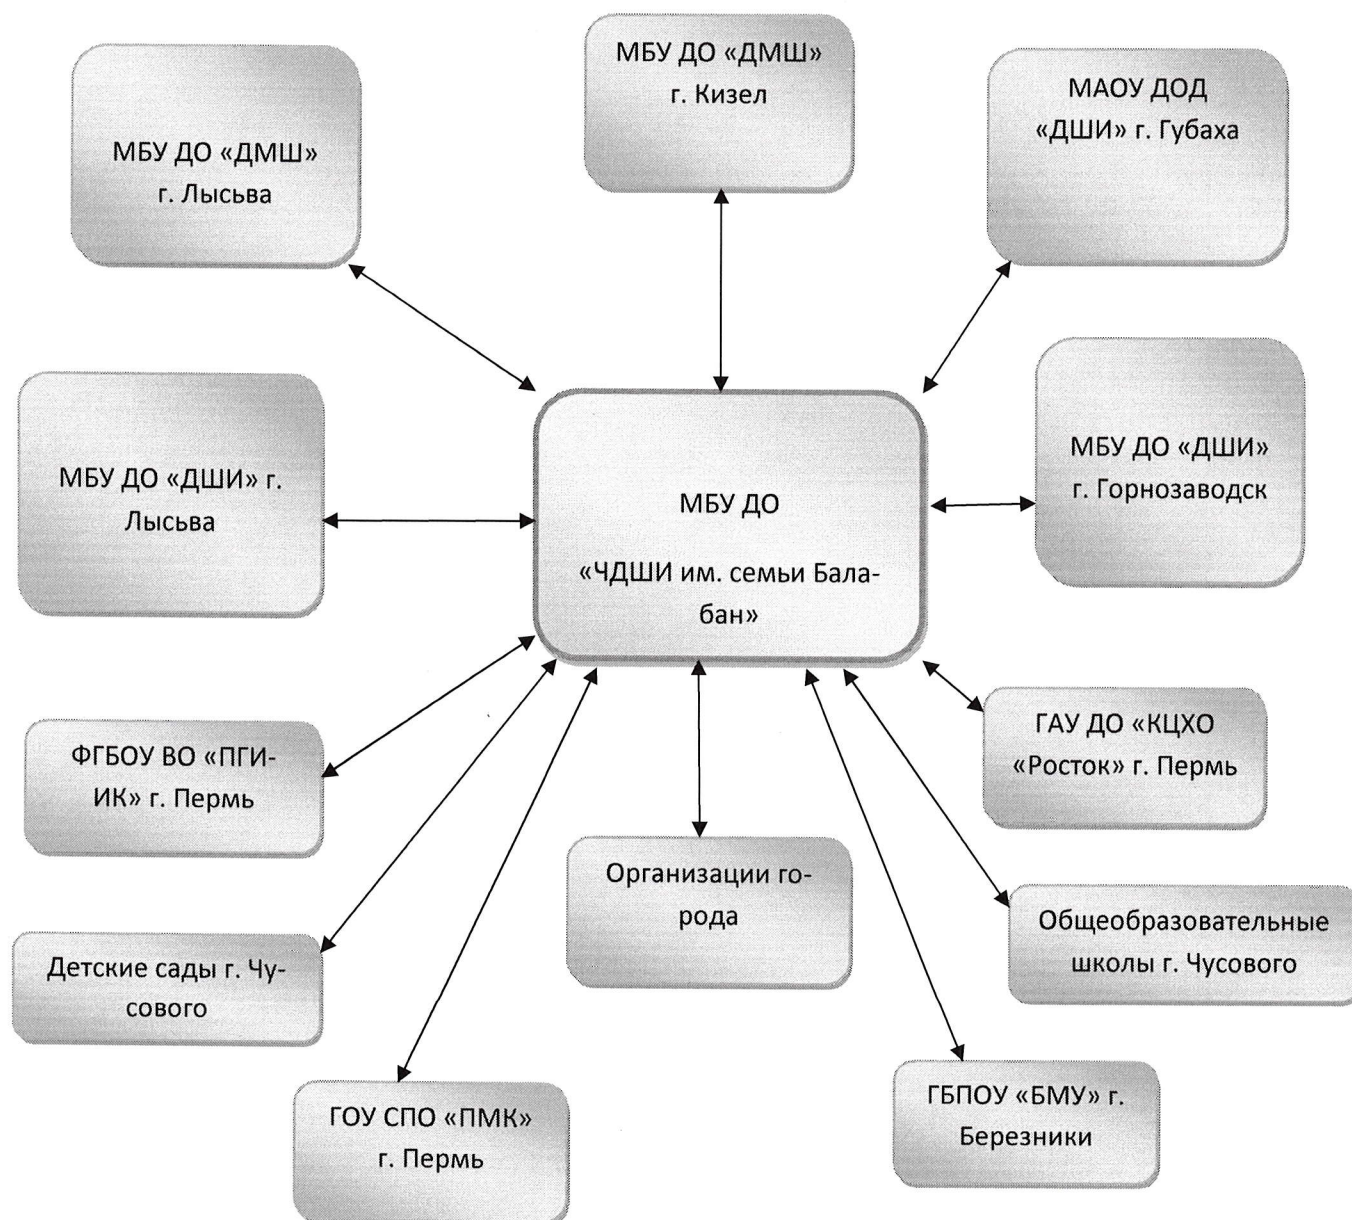 МБУ ДО «ДМШ»
г. Кизел
МАОУ ДОД
«ДШИ» г. Губаха
МБУ ДО «ДМШ»
г. Лысьва
МБУ ДО «ДШИ»
г. Горнозаводск
МБУ ДО «ДШИ» г.
Лысьва
МБУ ДО
«ЧДШИ им. семьи Бала-
бан»
ФГБОУ ВО «ПГИ-
ИК» г. Пермь
ГАУ ДО «КЦХО
«Росток» г. Пермь
Организации го-
рода
Общеобразовательные
школы г. Чусового
Детские сады г. Чу-
сового
ГОУ СПО «ПМК»
г. Пермь
ГБПОУ «БМУ» г.
Березники